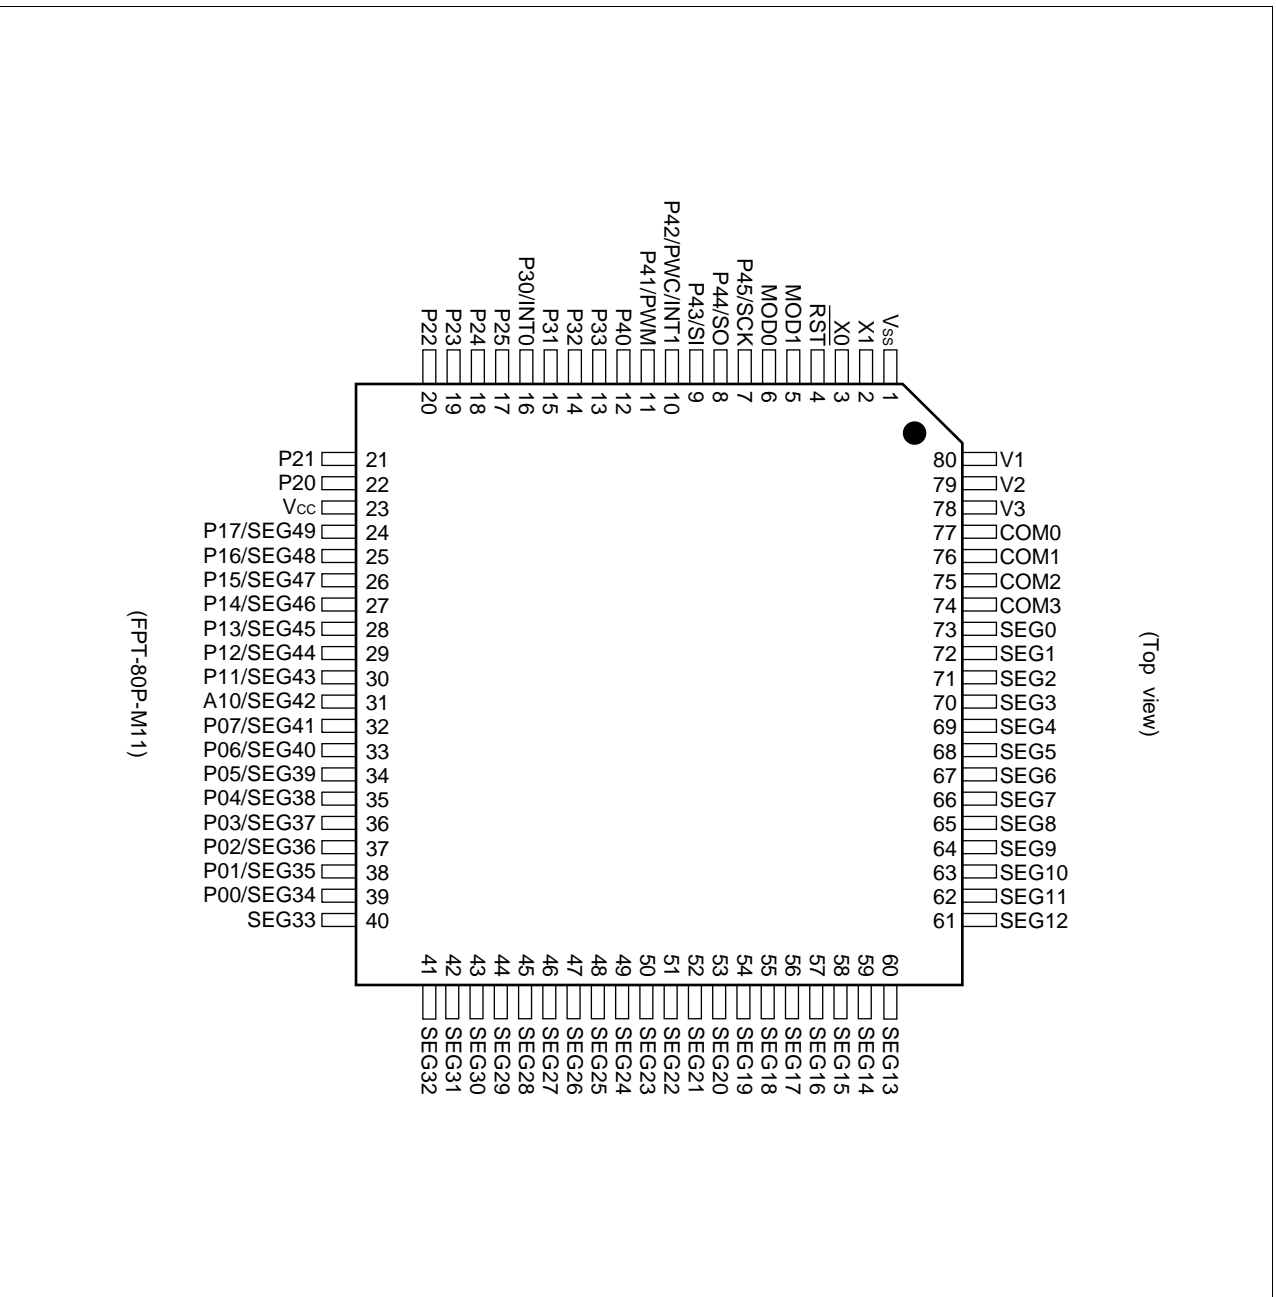 P22
P23
P24
P25
P30/INT0
P31
P32
P33
P40
P41/PWM
P42/PWC/INT1
P43/SI
P44/SO
P45/SCK
MOD0
MOD1
RST
X0
X1
Vss
20
19
18
17
16
15
14
13
12
11
10
9
8
7
6
5
4
3
2
1
P21 21
P20 22
Vcc 23
P17/SEG49 24
P16/SEG48 25
P15/SEG47 26
P14/SEG46 27
P13/SEG45 28
P12/SEG44 29
P11/SEG43 30
A10/SEG42 31
P07/SEG41 32
P06/SEG40 33
P05/SEG39 34
P04/SEG38 35
P03/SEG37 36
P02/SEG36 37
P01/SEG35 38
P00/SEG34 39
SEG33 40
80 V1
79 V2
78 V3
77 COM0
76 COM1
75 COM2
74 COM3
73 SEG0
72 SEG1
71 SEG2
70 SEG3
69 SEG4
68 SEG5
67 SEG6
66 SEG7
65 SEG8
64 SEG9
63 SEG10
62 SEG11
61 SEG12
(FPT-80P-M11)
(Top view)
41
42
43
44
45
46
47
48
49
50
51
52
53
54
55
56
57
58
59
60
SEG32
SEG31
SEG30
SEG29
SEG28
SEG27
SEG26
SEG25
SEG24
SEG23
SEG22
SEG21
SEG20
SEG19
SEG18
SEG17
SEG16
SEG15
SEG14
SEG13